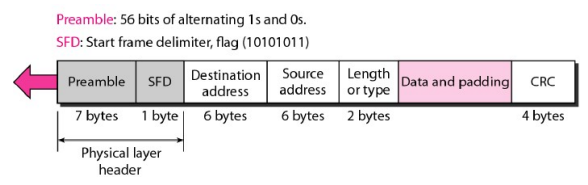 Preamble: 56 bits of alternating 1s and 0s.
SFD: Start frame delimiter, flag (10101011)
Preamble
SFD
Destination
address
Source
address
Length
or type
Data and padding
CRC
7 bytes
1 byte
6 bytes
6 bytes
2 bytes
4 bytes
Physical layer
header